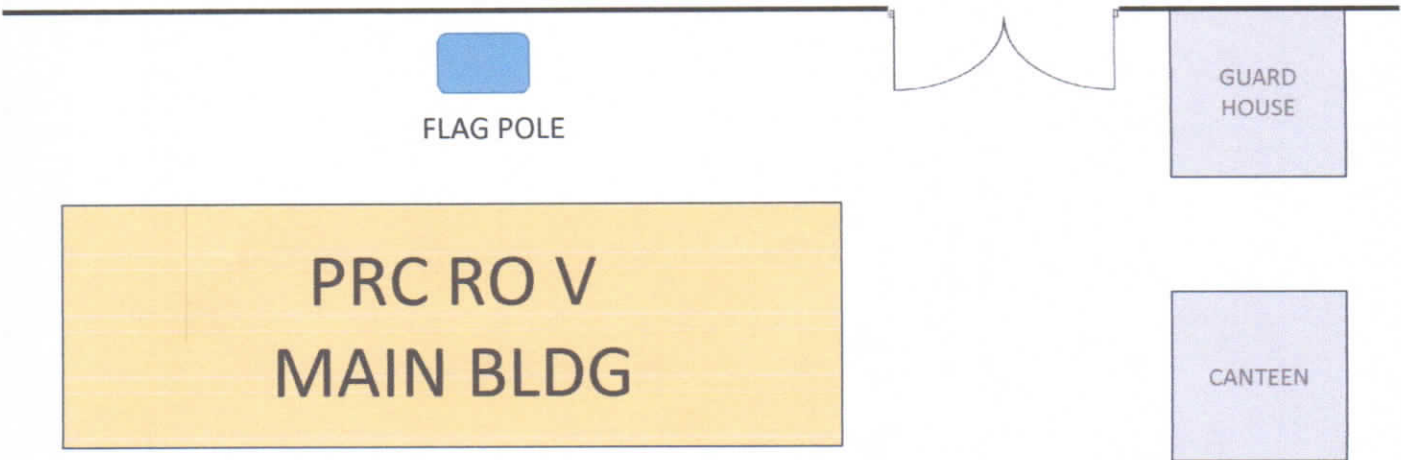 FLAG POLE
GUARD
HOUSE
PRC RO V
MAIN BLDG
CANTEEN